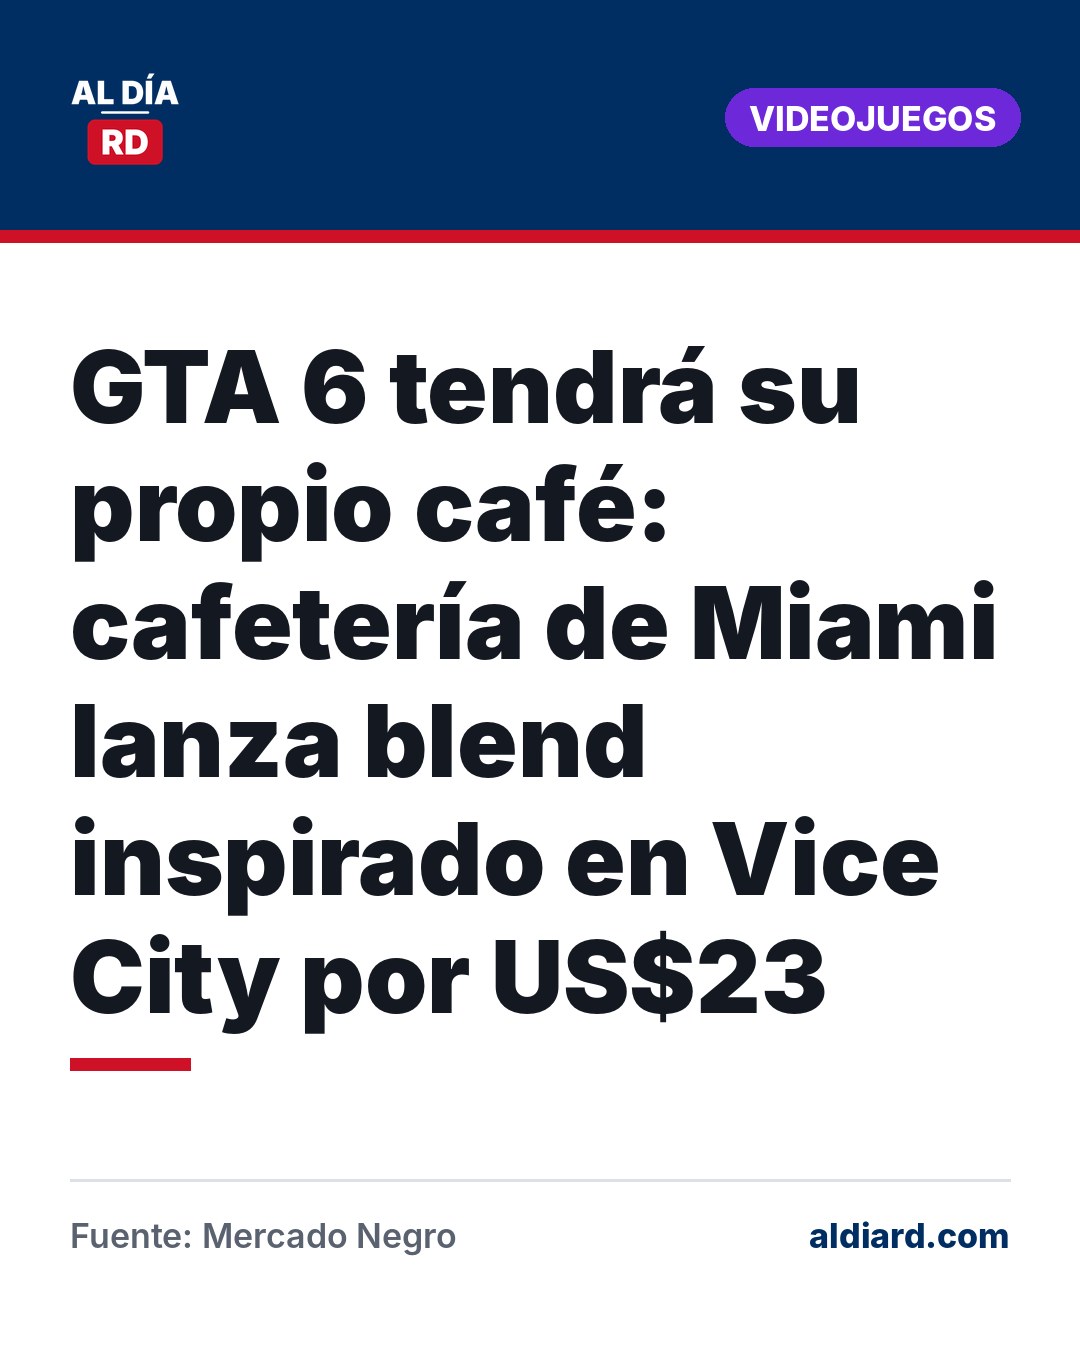 AL DÍA
RD
VIDEOJUEGOS
GTA 6 tendrá su
propio café:
cafetería de Miami
lanza blend
inspirado en Vice
City por US$23
Fuente: Mercado Negro
aldiard.com